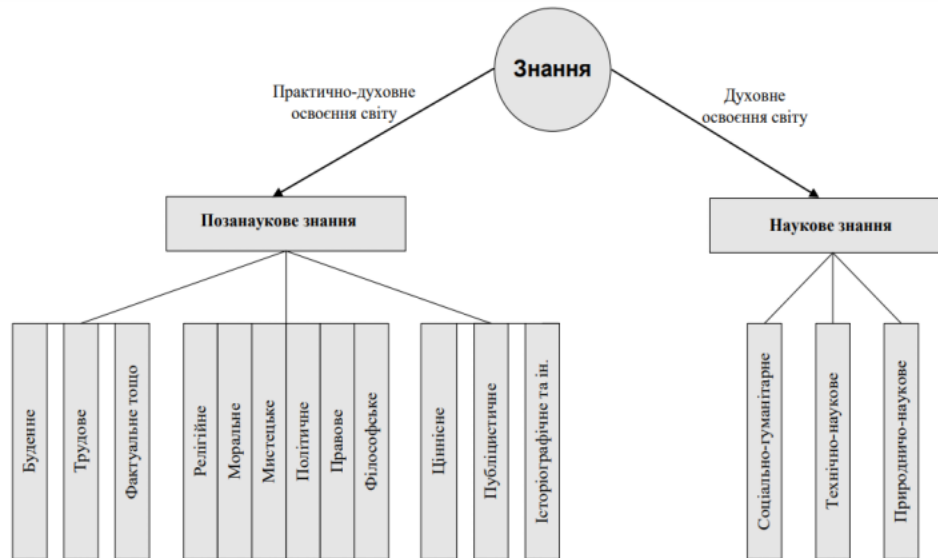 Знання
Практично-духовне
освоєння світу
Духовне
освоєння світу
Позанаукове знання
Наукове знання
Буденне
Трудове
Фактуальне тощо
Релігійне
Моральне
Мистецьке
Політичне
Правове
Філософське
Ціннісне
Публіцистичне
Історіографічне та ін.
Соціально-гуманітарне
Технічно-наукове
Природничо-наукове